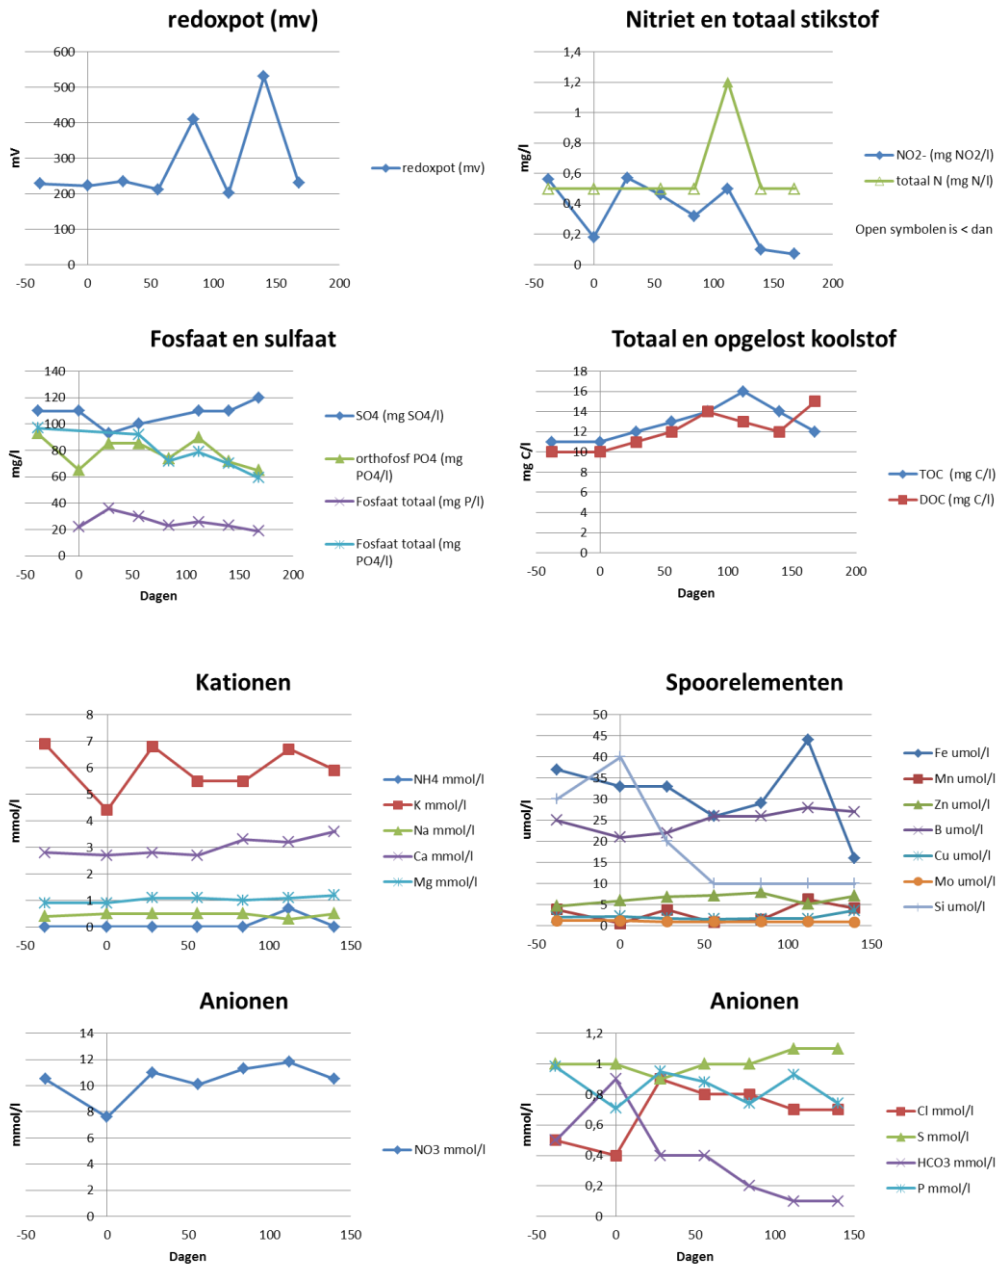 redoxpot (mv)
600
500
400
300
200
100
0
mV
-50 0 50 100 150 200
redoxpot (mv)
Nitriet en totaal stikstof
1,4
1,2
1
0,8
0,6
0,4
0,2
0
mg/l
-50 0 50 100 150 200
NO2- (mg NO2/l)
totaal N (mg N/l)
Open symbolen is < dan
Fosfaat en sulfaat
140
120
100
80
60
40
20
0
mg/l
-50 0 50 100 150 200
Dagen
SO4 (mg SO4/l)
orthofosf PO4 (mg
PO4/l)
Fosfaat totaal (mg P/l)
Fosfaat totaal (mg
PO4/l)
Totaal en opgelost koolstof
18
16
14
12
10
8
6
4
2
0
mg C/l
-50 0 50 100 150 200
Dagen
TOC (mg C/l)
DOC (mg C/l)
Kationen
8
7
6
5
4
3
2
1
0
mmol/l
-50 0 50 100 150
NH4 mmol/l
K mmol/l
Na mmol/l
Ca mmol/l
Mg mmol/l
Spoorelementen
50
45
40
35
30
25
20
15
10
5
0
umol/l
-50 0 50 100 150
Fe umol/l
Mn umol/l
Zn umol/l
B umol/l
Cu umol/l
Mo umol/l
Si umol/l
Anionen
14
12
10
8
6
4
2
0
mmol/l
-50 0 50 100 150
Dagen
NO3 mmol/l
Anionen
1,2
1
0,8
0,6
0,4
0,2
0
mmol/l
-50 0 50 100 150
Dagen
Cl mmol/l
S mmol/l
HCO3 mmol/l
P mmol/l